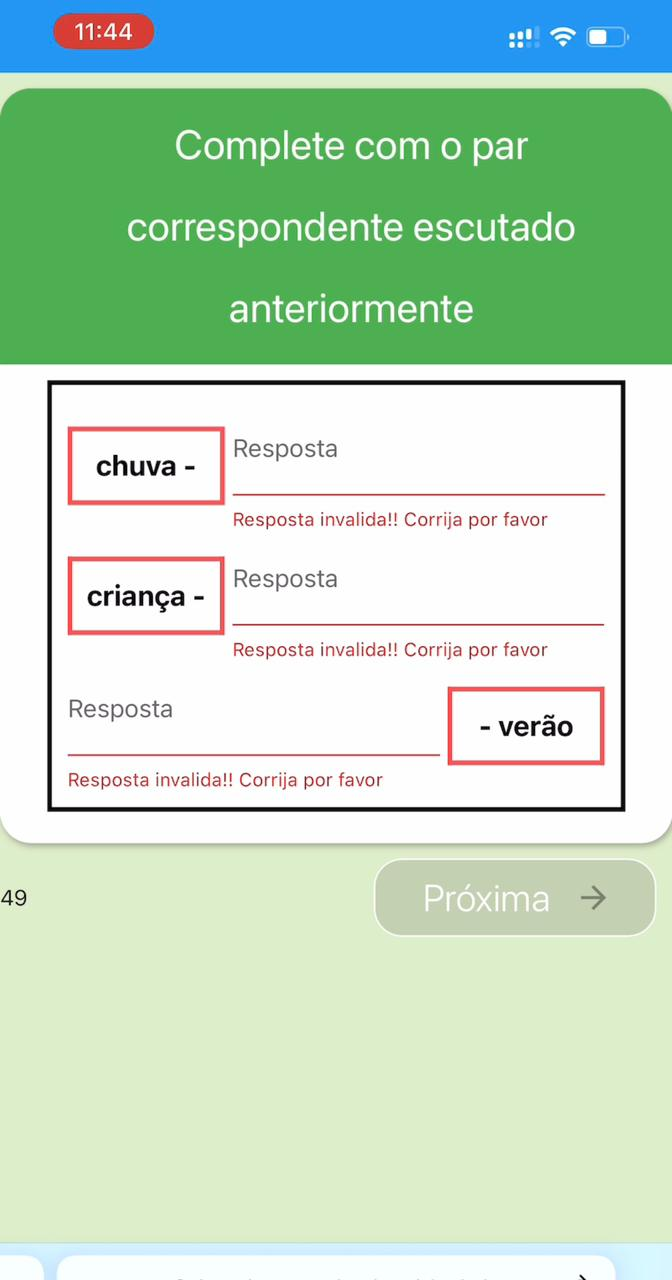 11:44
Complete com o par
correspondente escutado
anteriormente
chuva -
Resposta
Resposta invalida!! Corrija por favor
criança -
Resposta
Resposta invalida!! Corrija por favor
Resposta
- verão
Resposta invalida!! Corrija por favor
49
Próxima →